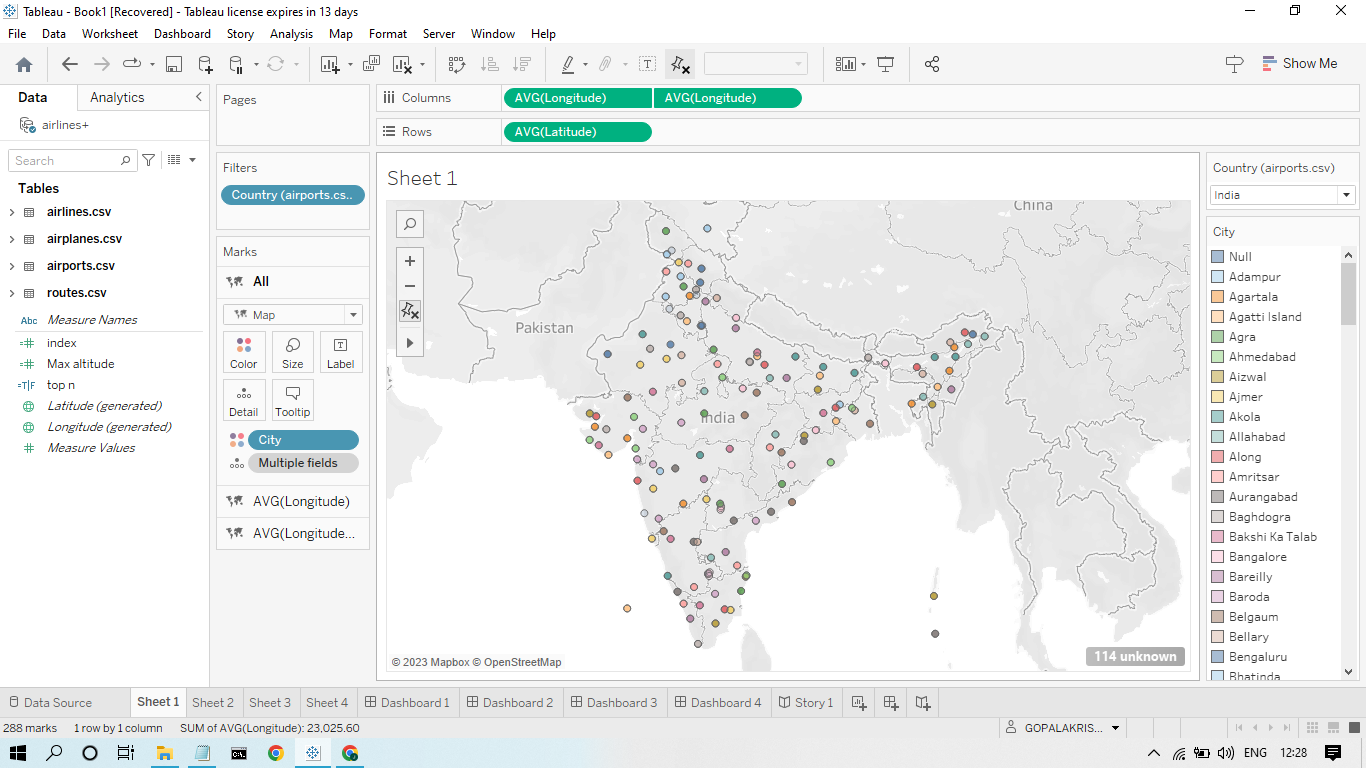 Tableau - Book1 [Recovered] - Tableau license expires in 13 days
File Data Worksheet Dashboard Story Analysis Map Format Server Window Help
Show Me
Data Analytics
airlines+
Search
Tables
airlines.csv
airplanes.csv
airports.csv
routes.csv
Abc Measure Names
index
Max altitude
T|F top n
Latitude (generated)
Longitude (generated)
Measure Values
Pages
Filters
Country (airports.cs..
Marks
All
Map
Color Size Label
Detail Tooltip
City
Multiple fields
AVG(Longitude)
AVG(Longitude...
Columns AVG(Longitude) AVG(Longitude)
Rows AVG(Latitude)
Sheet 1
China
Pakistan
India
© 2023 Mapbox © OpenStreetMap
114 unknown
Country (airports.csv)
India
City
Null
Adampur
Agartala
Agatti Island
Agra
Ahmedabad
Aizwal
Ajmer
Akola
Allahabad
Along
Amritsar
Aurangabad
Baghdogra
Bakshi Ka Talab
Bangalore
Bareilly
Baroda
Belgaum
Bellary
Bengaluru
Bhatinda
Data Source Sheet 1 Sheet 2 Sheet 3 Sheet 4 Dashboard 1 Dashboard 2 Dashboard 3 Dashboard 4 Story 1
288 marks 1 row by 1 column SUM of AVG(Longitude): 23,025.60 GOPALAKRIS...
ENG 12:28